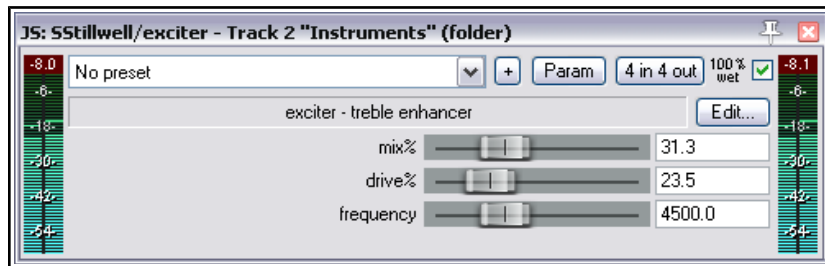 JS: SStillwell/exciter - Track 2 "Instruments" (folder)
-8.0 No preset + Param 4 in 4 out 100% wet -8.1
-6- -6-
exciter - treble enhancer Edit...
-18- -18-
mix% 31.3
-30- -30-
drive% 23.5
-42- -42-
frequency 4500.0
-54- -54-